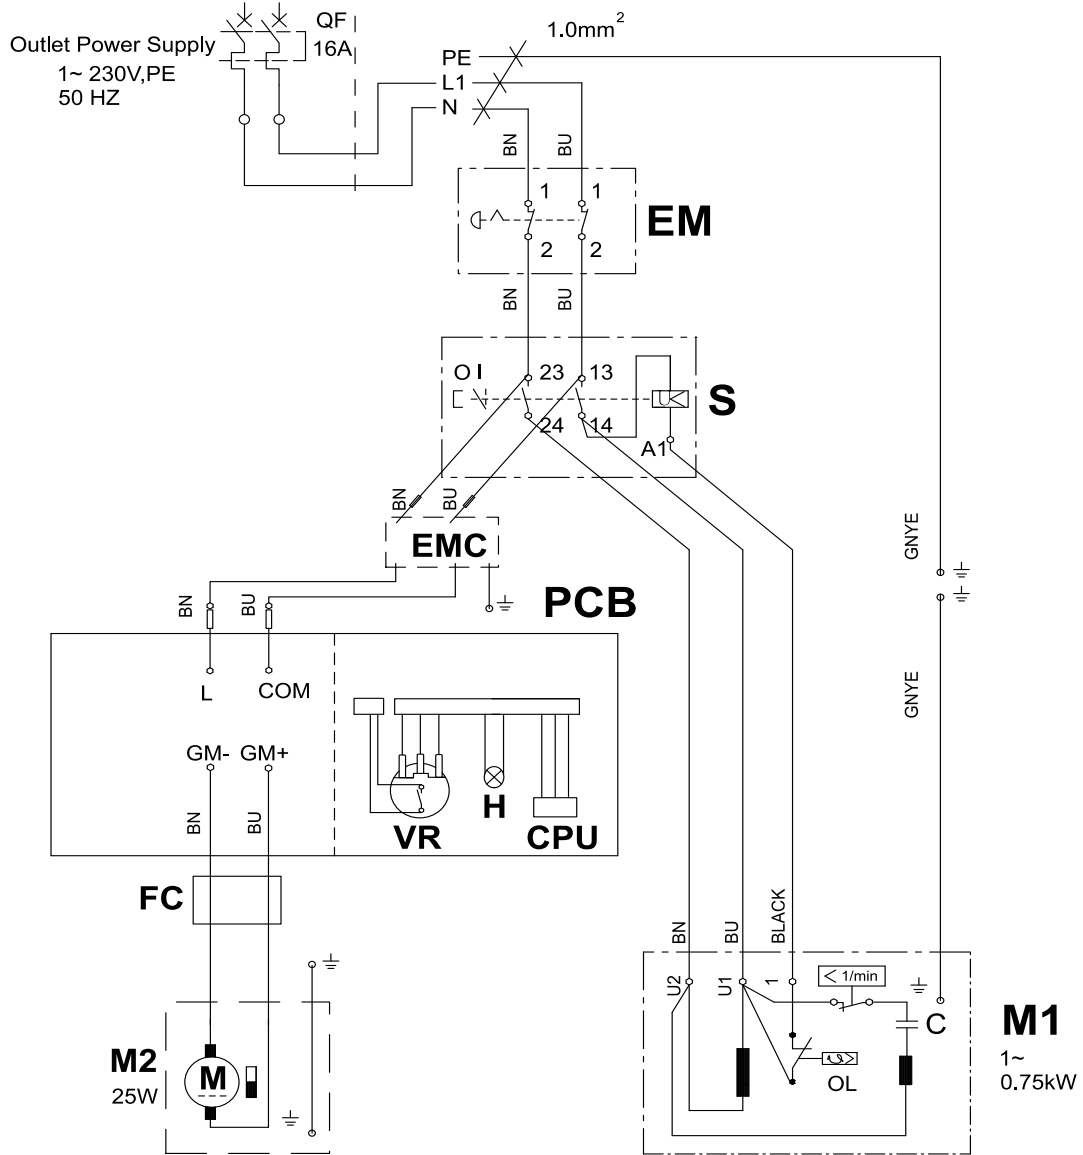 QF
16A
Outlet Power Supply
1~ 230V,PE
50 HZ
1.0mm²
PE
L1
N
BN
BU
1
1
EM
2
2
BN
BU
O I
23
13
S
U<
24
14
A1
BN
BU
EMC
GNYE
PCB
BN
BU
L
COM
GNYE
GM-
GM+
H
VR
CPU
BN
BU
FC
BN
BU
BLACK
U2
U1
1
< 1/min
C
M1
1~
0.75kW
OL
M2
25W
M